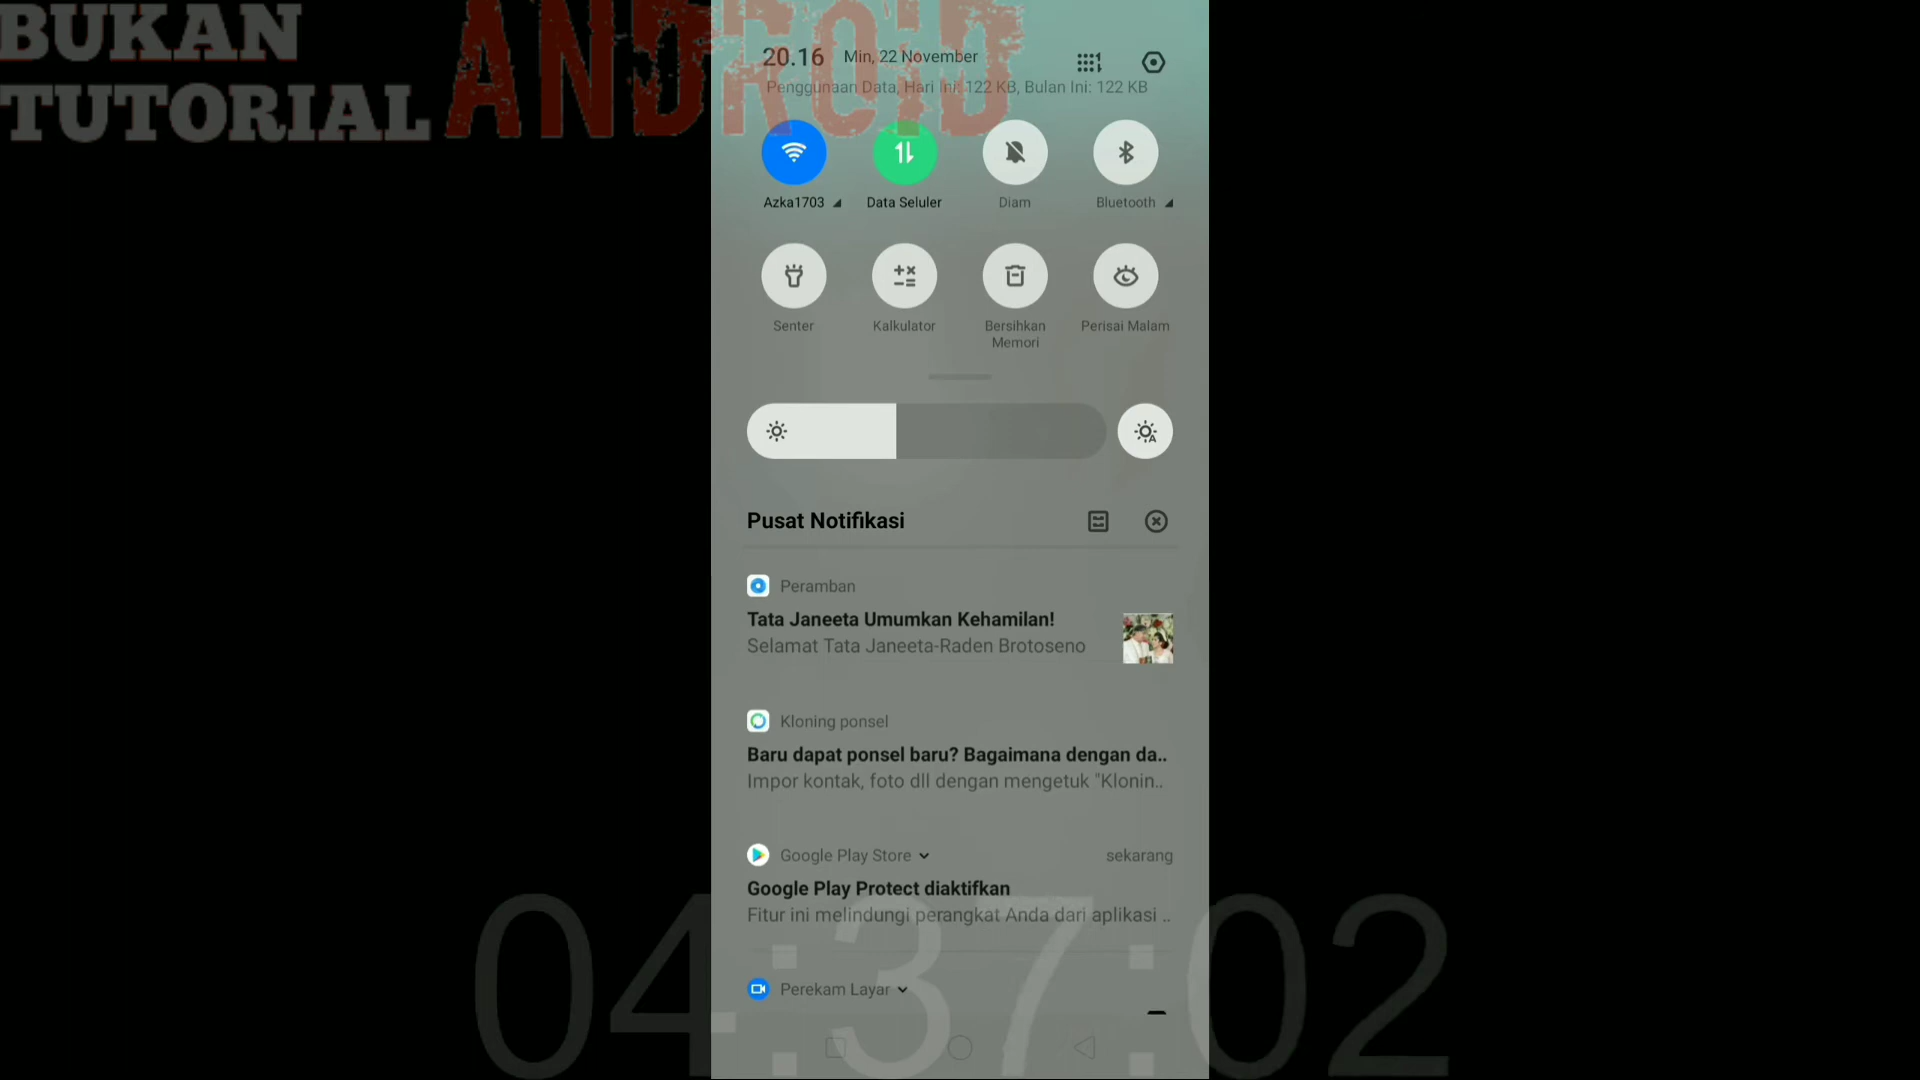 BUKAN
TUTORIAL
ANDROID
20.16 Min, 22 November
Penggunaan Data, Hari Ini: 122 KB, Bulan Ini: 122 KB
Azka1703 Data Seluler Diam Bluetooth
Senter Kalkulator Bersihkan Memori Perisai Malam
Pusat Notifikasi
Peramban
Tata Janeeta Umumkan Kehamilan!
Selamat Tata Janeeta-Raden Brotoseno
Kloning ponsel
Baru dapat ponsel baru? Bagaimana dengan da..
Impor kontak, foto dll dengan mengetuk "Klonin..
Google Play Store sekarang
Google Play Protect diaktifkan
Fitur ini melindungi perangkat Anda dari aplikasi ..
Perekam Layar
04:37:02